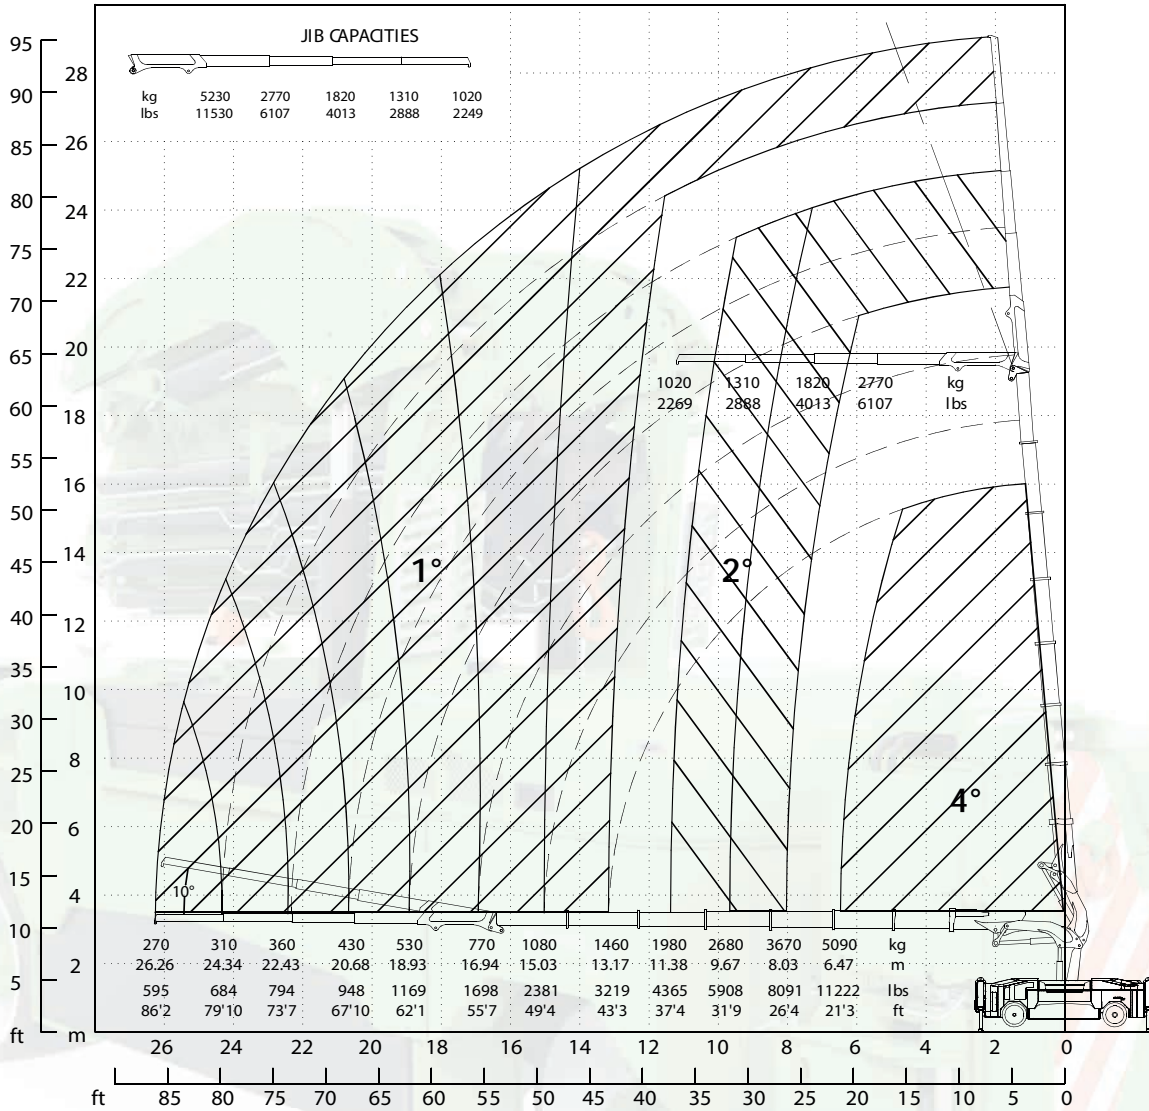 JIB CAPACITIES
kg 5230 2770 1820 1310 1020
lbs 11530 6107 4013 2888 2249
95
90
85
80
75
70
65
60
55
50
45
40
35
30
25
20
15
10
5
ft
28
26
24
22
20
18
16
14
12
10
8
6
4
2
m
1020 1310 1820 2770 kg
2269 2888 4013 6107 lbs
1°
2°
4°
10°
270 310 360 430 530 770 1080 1460 1980 2680 3670 5090 kg
26.26 24.34 22.43 20.68 18.93 16.94 15.03 13.17 11.38 9.67 8.03 6.47 m
595 684 794 948 1169 1698 2381 3219 4365 5908 8091 11222 lbs
86'2 79'10 73'7 67'10 62'1 55'7 49'4 43'3 37'4 31'9 26'4 21'3 ft
26 24 22 20 18 16 14 12 10 8 6 4 2 0
ft 85 80 75 70 65 60 55 50 45 40 35 30 25 20 15 10 5 0